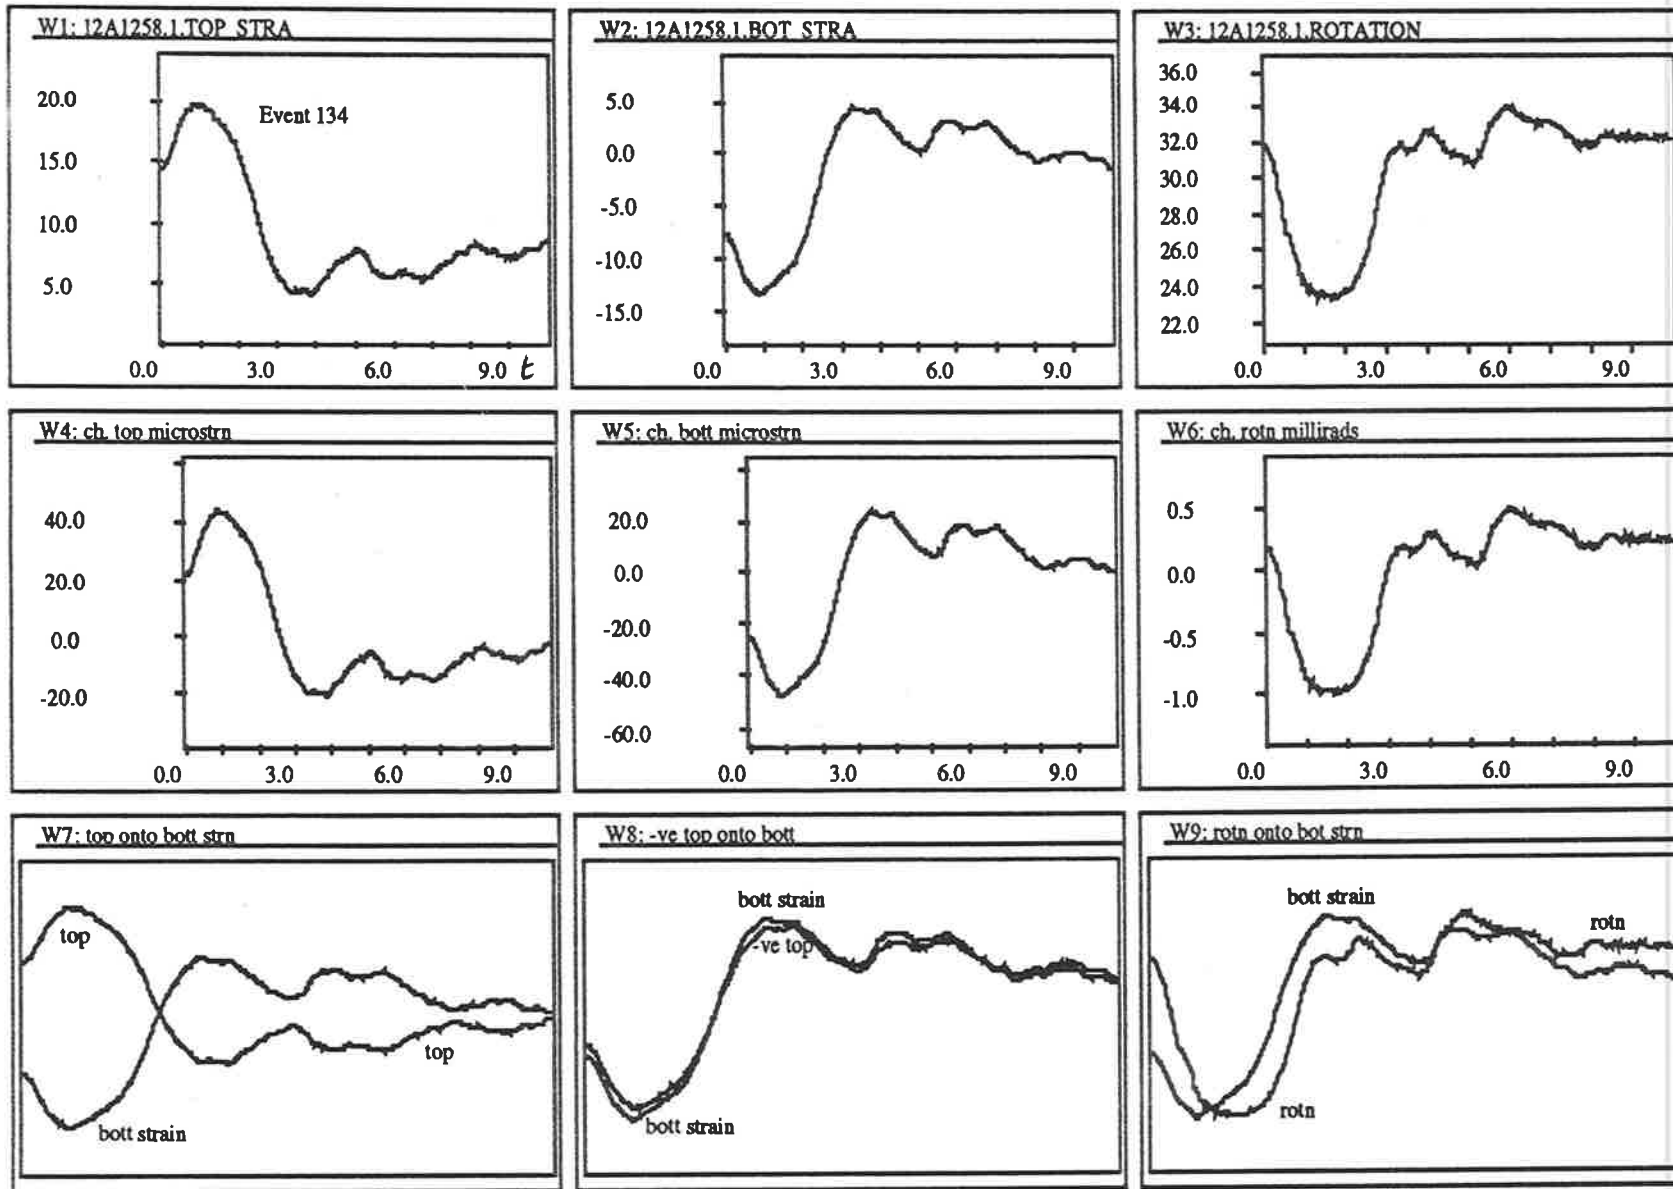 W1: 12A1258.1.TOP STRA
20.0
15.0
10.0
5.0
Event 134
0.0 3.0 6.0 9.0 t
W2: 12A1258.1.BOT STRA
5.0
0.0
-5.0
-10.0
-15.0
0.0 3.0 6.0 9.0
W3: 12A1258.1.ROTATION
36.0
34.0
32.0
30.0
28.0
26.0
24.0
22.0
0.0 3.0 6.0 9.0
W4: ch. top microstrn
40.0
20.0
0.0
-20.0
0.0 3.0 6.0 9.0
W5: ch. bott microstrn
20.0
0.0
-20.0
-40.0
-60.0
0.0 3.0 6.0 9.0
W6: ch. rotn millirads
0.5
0.0
-0.5
-1.0
0.0 3.0 6.0 9.0
W7: top onto bott strn
top
top
bott strain
W8: -ve top onto bott
bott strain
-ve top
bott strain
W9: rotn onto bot strn
bott strain
rotn
rotn